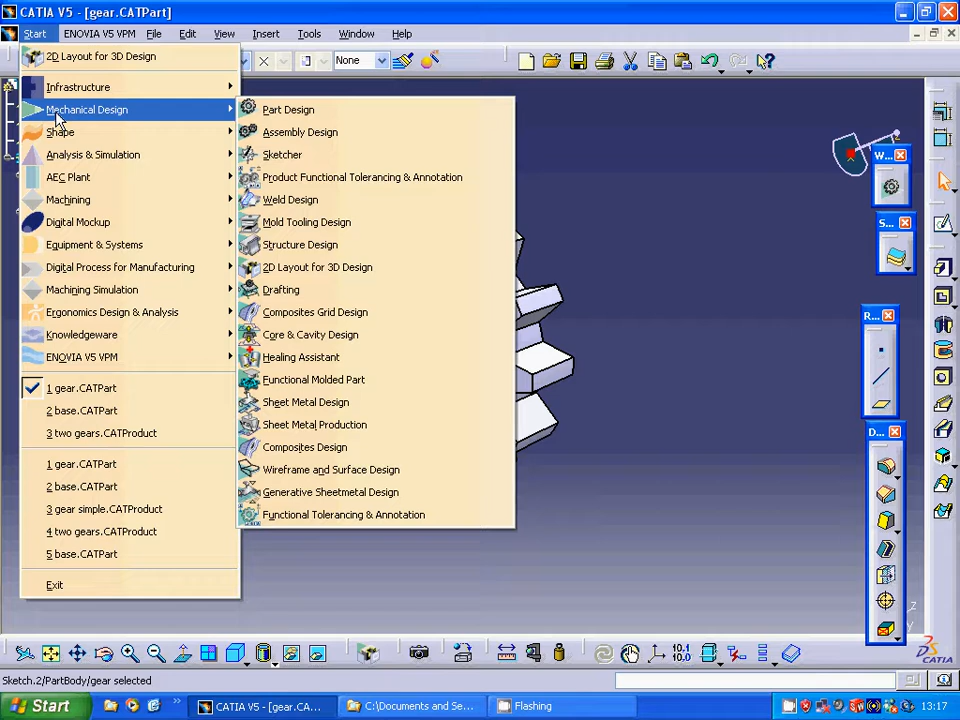 CATIA V5 - [gear.CATPart]
Start ENOVIA V5 VPM File Edit View Insert Tools Window Help
None
2D Layout for 3D Design
Infrastructure
Mechanical Design
Shape
Analysis & Simulation
AEC Plant
Machining
Digital Mockup
Equipment & Systems
Digital Process for Manufacturing
Machining Simulation
Ergonomics Design & Analysis
Knowledgeware
ENOVIA V5 VPM
1 gear.CATPart
2 base.CATPart
3 two gears.CATProduct
1 gear.CATPart
2 base.CATPart
3 gear simple.CATProduct
4 two gears.CATProduct
5 base.CATPart
Exit
Part Design
Assembly Design
Sketcher
Product Functional Tolerancing & Annotation
Weld Design
Mold Tooling Design
Structure Design
2D Layout for 3D Design
Drafting
Composites Grid Design
Core & Cavity Design
Healing Assistant
Functional Molded Part
Sheet Metal Design
Sheet Metal Production
Composites Design
Wireframe and Surface Design
Generative Sheetmetal Design
Functional Tolerancing & Annotation
W...
S...
R...
D...
z
10.1
10.0
DS CATIA
Sketch.2/PartBody/gear selected
Start CATIA V5 - [gear.CA... C:\Documents and Se... Flashing 13:17